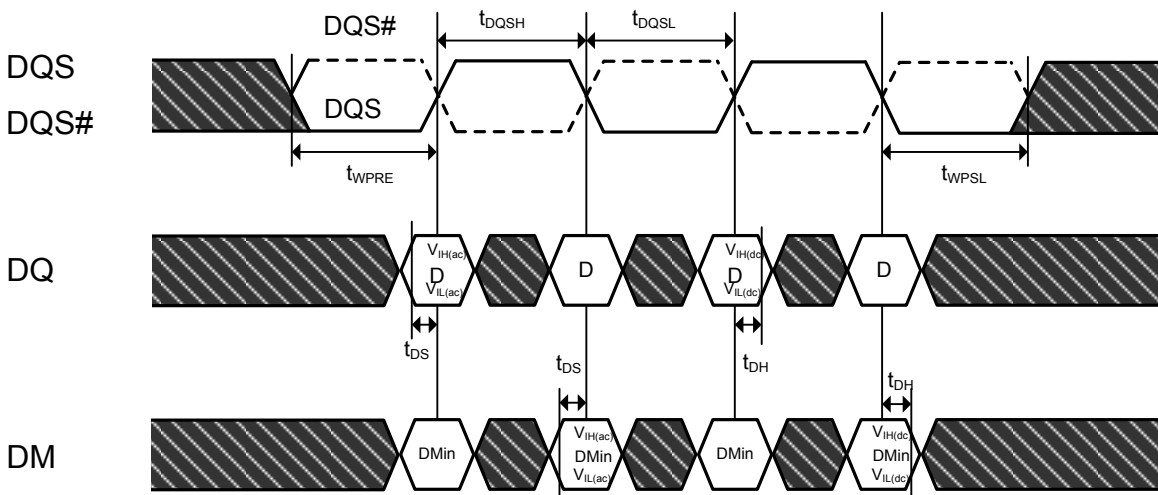 DQS#
tDQSH
tDQSL
DQS
DQS
DQS#
tWPRE
tWPSL
DQ
VIH(ac)
D
VIL(ac)
D
VIH(dc)
D
VIL(dc)
D
tDS
tDS
tDH
tDH
DM
DMin
VIH(ac)
DMin
VIL(ac)
DMin
VIH(dc)
DMin
VIL(dc)